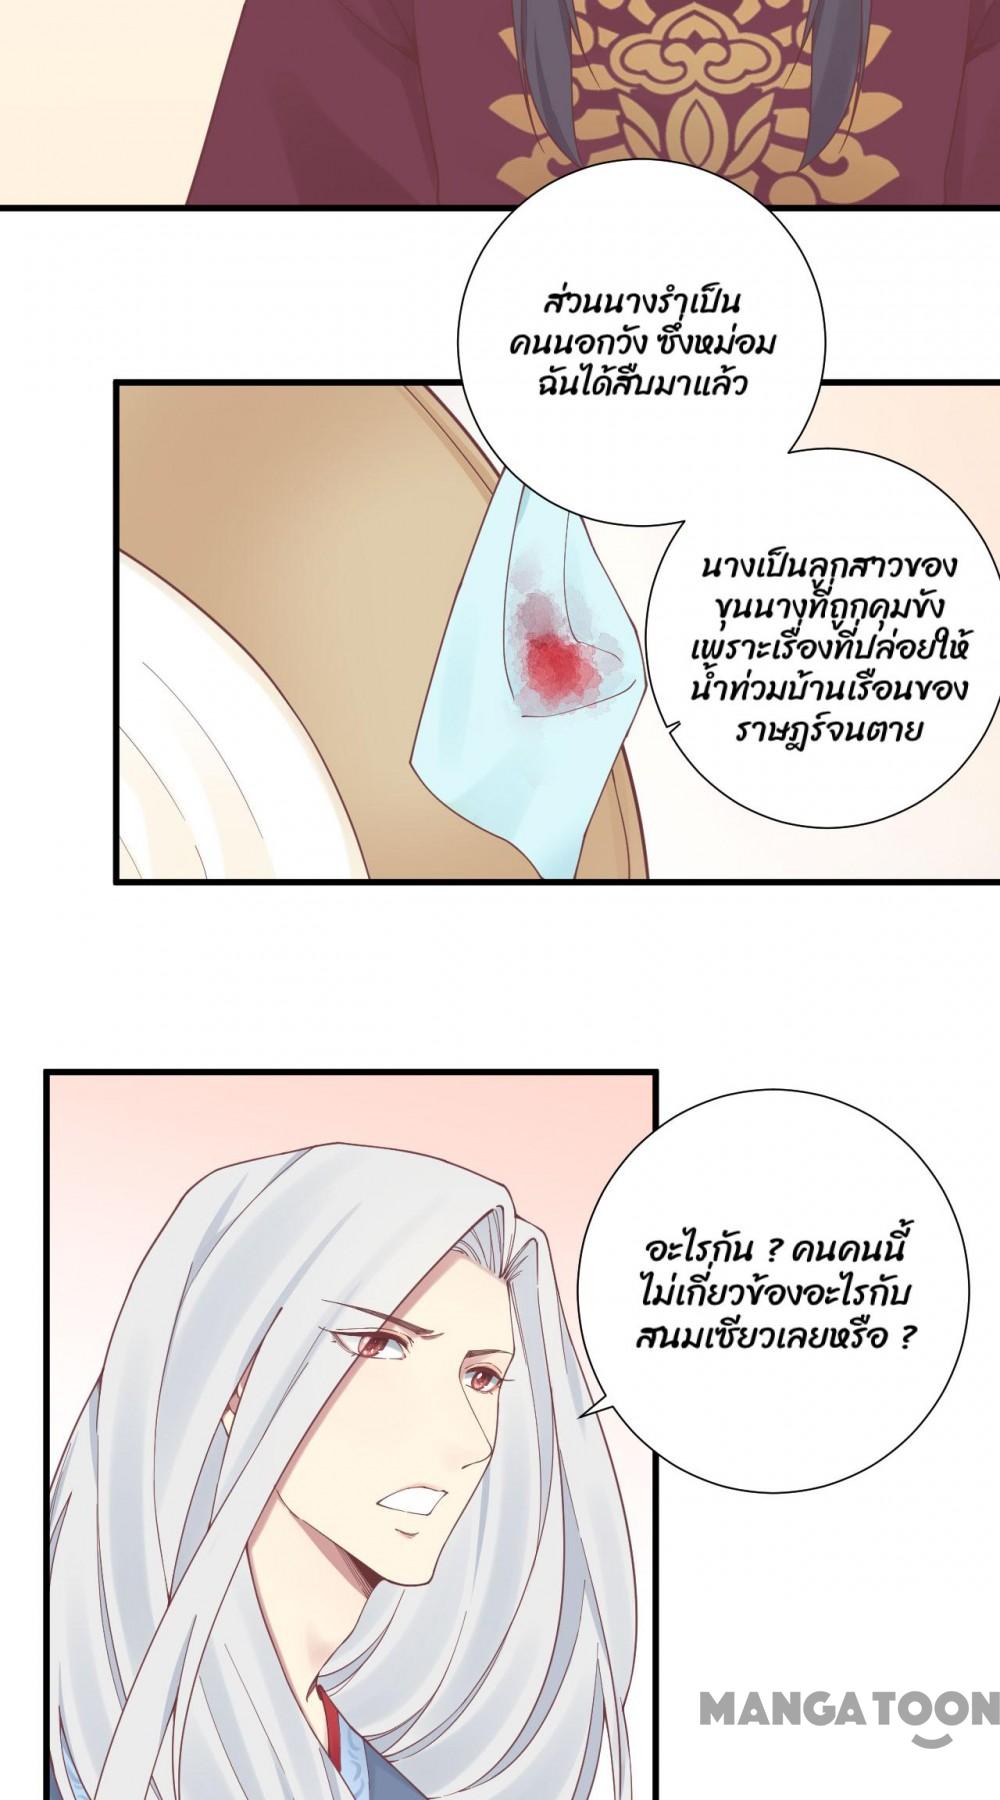 ส่วนนางรำเป็น
คนนอกวัง ซึ่งหม่อม
ฉันได้สืบมาแล้ว
นางเป็นลูกสาวของ
ขุนนางที่ถูกคุมขัง
เพราะเรื่องที่ปล่อยให้
น้ำท่วมบ้านเรือนของ
ราษฎร์จนตาย
อะไรกัน ? คนคนนี้
ไม่เกี่ยวข้องอะไรกับ
สนมเซียวเลยหรือ ?
MANGATOON